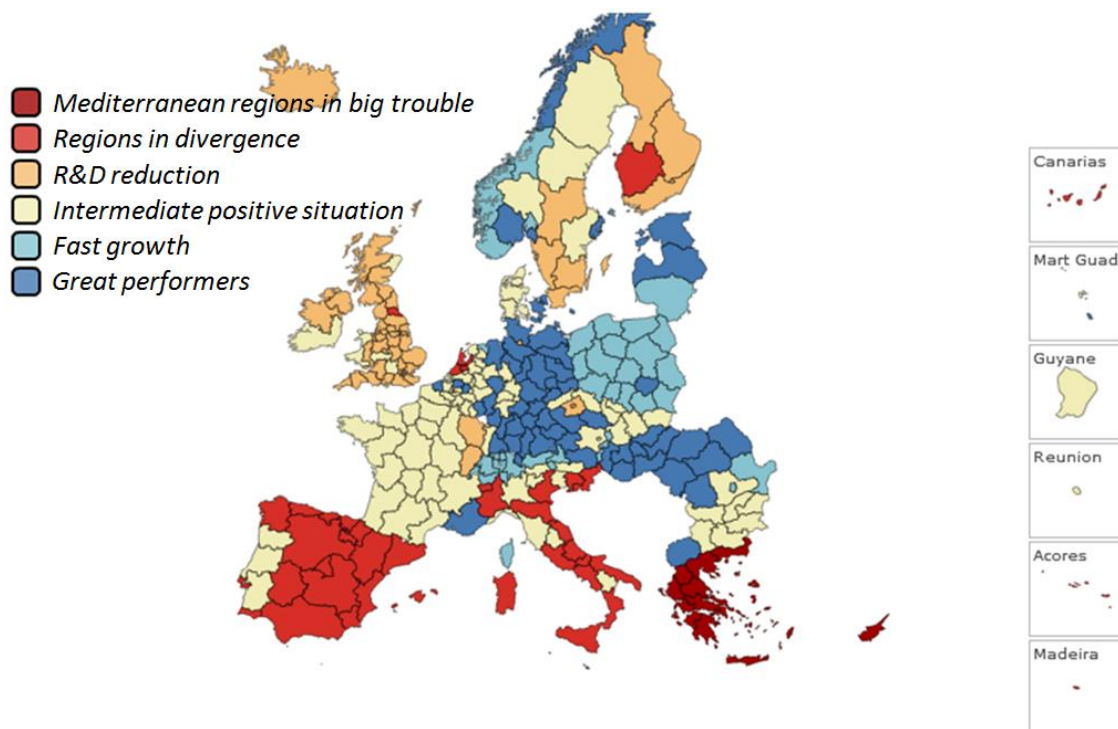 Mediterranean regions in big trouble
Regions in divergence
R&D reduction
Intermediate positive situation
Fast growth
Great performers
Canarias
Mart Guad
Guyane
Reunion
Acores
Madeira